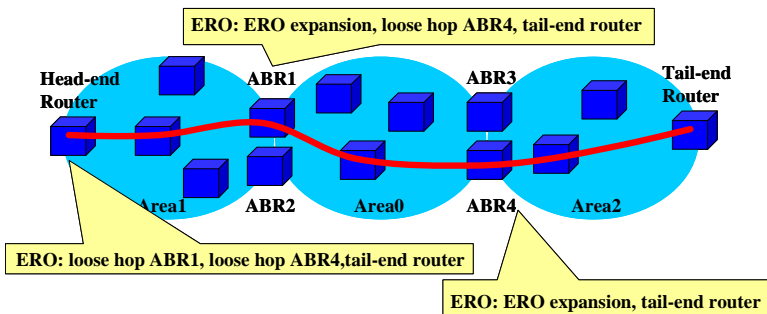 ERO: ERO expansion, loose hop ABR4, tail-end router
Head-end
Router
ABR1
ABR3
Tail-end
Router
Area1
ABR2
Area0
ABR4
Area2
ERO: loose hop ABR1, loose hop ABR4,tail-end router
ERO: ERO expansion, tail-end router